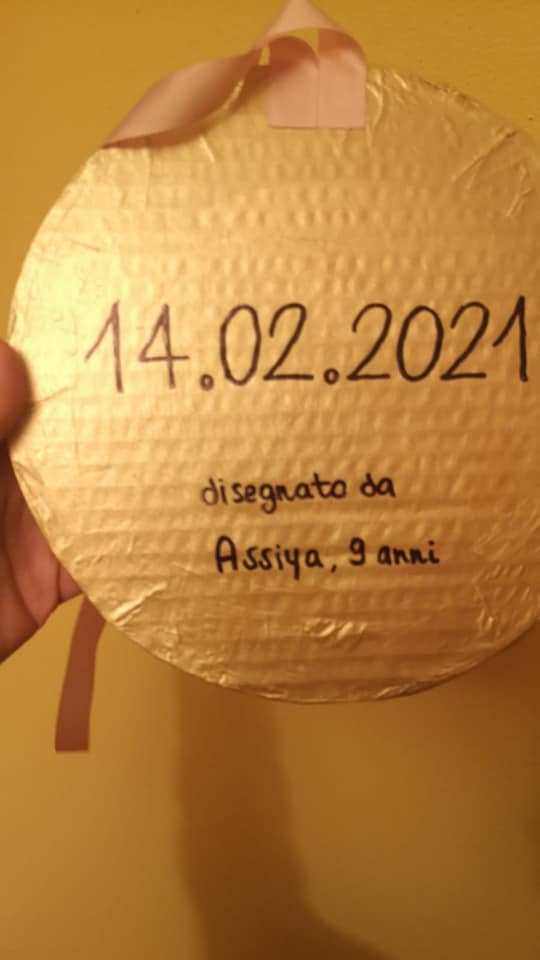 14.02.2021
disegnato da
Assiya, 9 anni